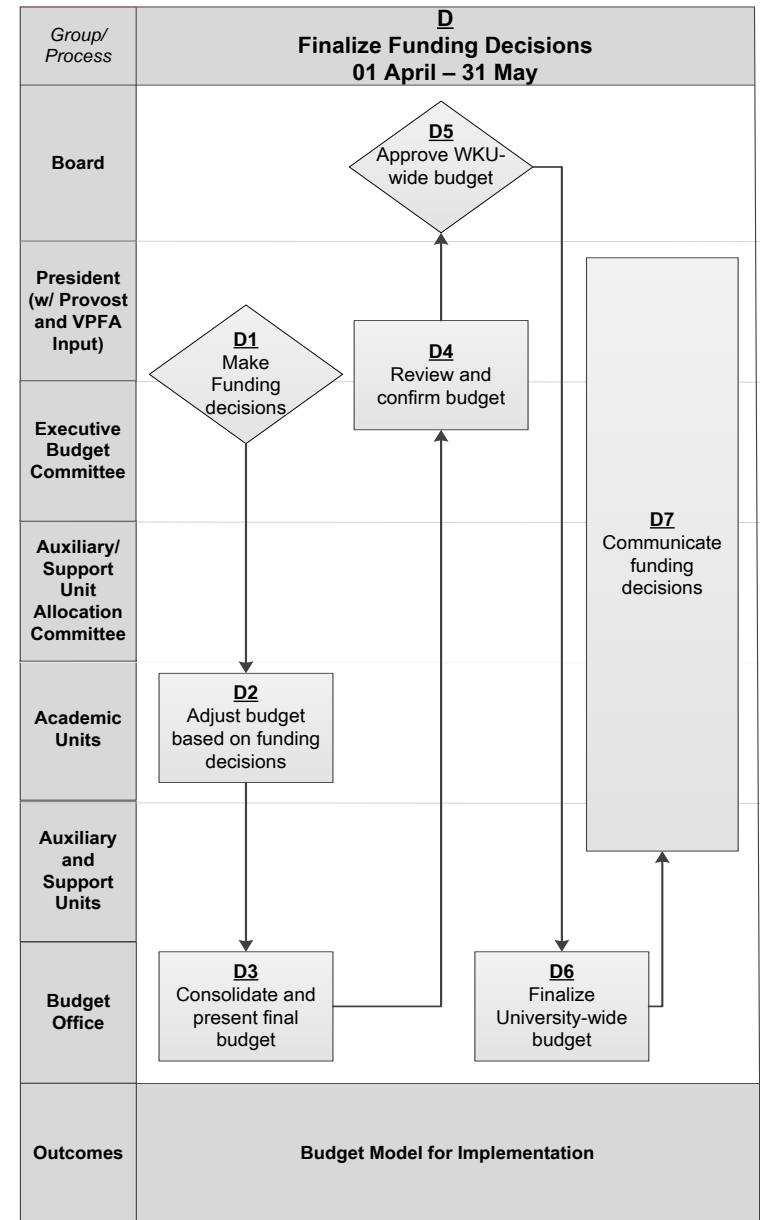 Group/
Process
D
Finalize Funding Decisions
01 April – 31 May
Board
D5
Approve WKU-
wide budget
President
(w/ Provost
and VPFA
Input)
D1
Make
Funding
decisions
D4
Review and
confirm budget
Executive
Budget
Committee
Auxiliary/
Support
Unit
Allocation
Committee
D7
Communicate
funding
decisions
Academic
Units
D2
Adjust budget
based on funding
decisions
Auxiliary
and
Support
Units
Budget
Office
D3
Consolidate and
present final
budget
D6
Finalize
University-wide
budget
Outcomes
Budget Model for Implementation